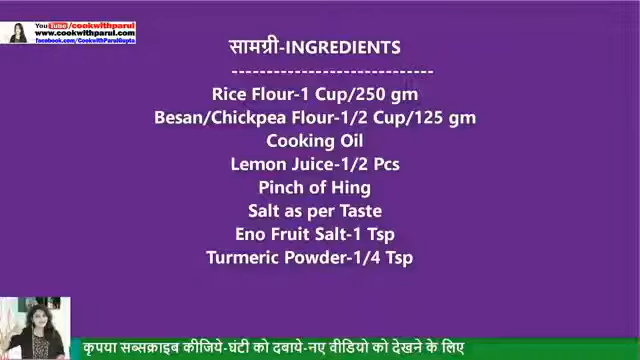 You Tube/cookwithparul
www.cookwithparul.com
facebook.com/CookwithParulGupta
सामग्री-INGREDIENTS
-----------------------------
Rice Flour-1 Cup/250 gm
Besan/Chickpea Flour-1/2 Cup/125 gm
Cooking Oil
Lemon Juice-1/2 Pcs
Pinch of Hing
Salt as per Taste
Eno Fruit Salt-1 Tsp
Turmeric Powder-1/4 Tsp
कृपया सब्सक्राइब कीजिये-घंटी को दबाये-नए वीडियो को देखने के लिए